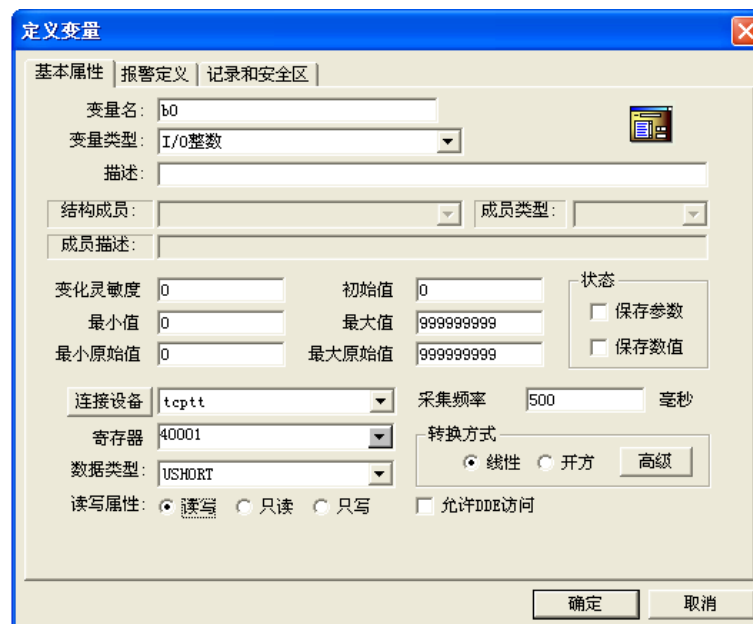 定义变量
基本属性 报警定义 记录和安全区
变量名: b0
变量类型: I/O整数
描述:
结构成员: 成员类型:
成员描述:
变化灵敏度 0 初始值 0 状态
最小值 0 最大值 999999999 保存参数
最小原始值 0 最大原始值 999999999 保存数值
连接设备 tcptt 采集频率 500 毫秒
寄存器 40001 转换方式
数据类型: USHORT 线性 开方 高级
读写属性: 读写 只读 只写 允许DDE访问
确定 取消